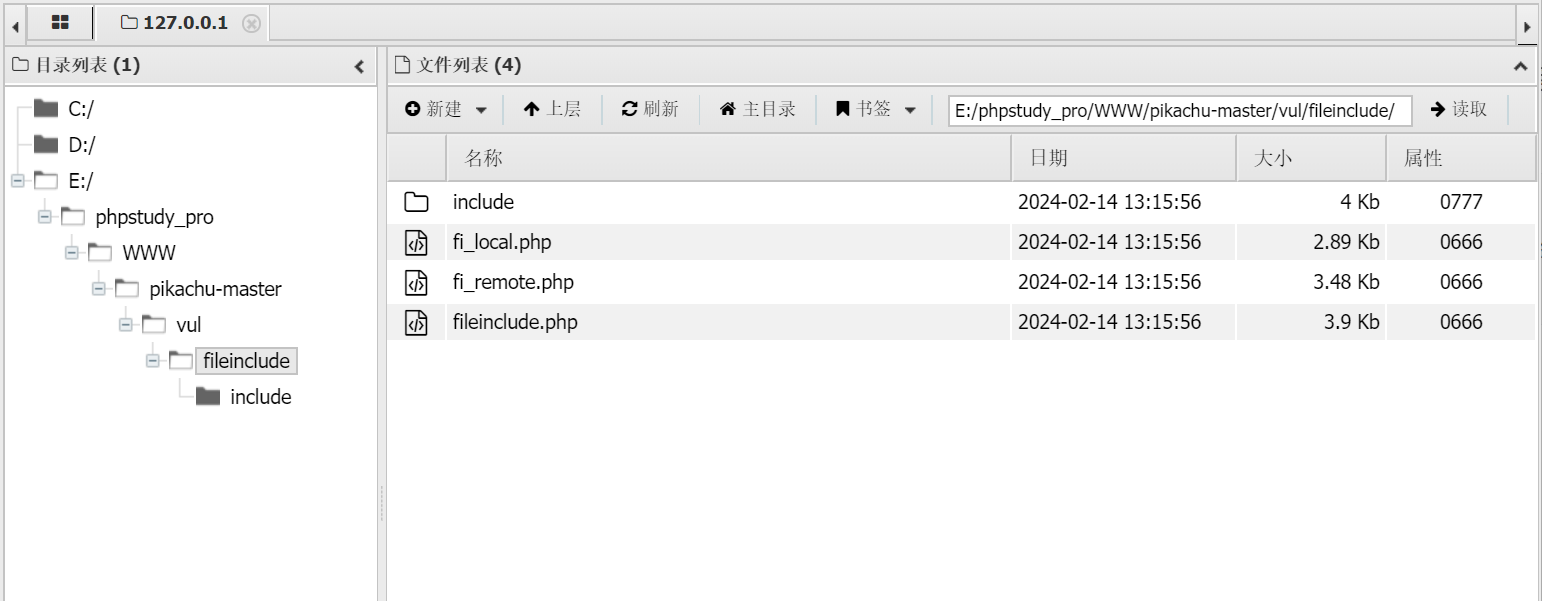 127.0.0.1
目录列表 (1)
C:/
D:/
E:/
phpstudy_pro
WWW
pikachu-master
vul
fileinclude
include
文件列表 (4)
新建 上层 刷新 主目录 书签 E:/phpstudy_pro/WWW/pikachu-master/vul/fileinclude/ 读取
名称 日期 大小 属性
include 2024-02-14 13:15:56 4 Kb 0777
fi_local.php 2024-02-14 13:15:56 2.89 Kb 0666
fi_remote.php 2024-02-14 13:15:56 3.48 Kb 0666
fileinclude.php 2024-02-14 13:15:56 3.9 Kb 0666